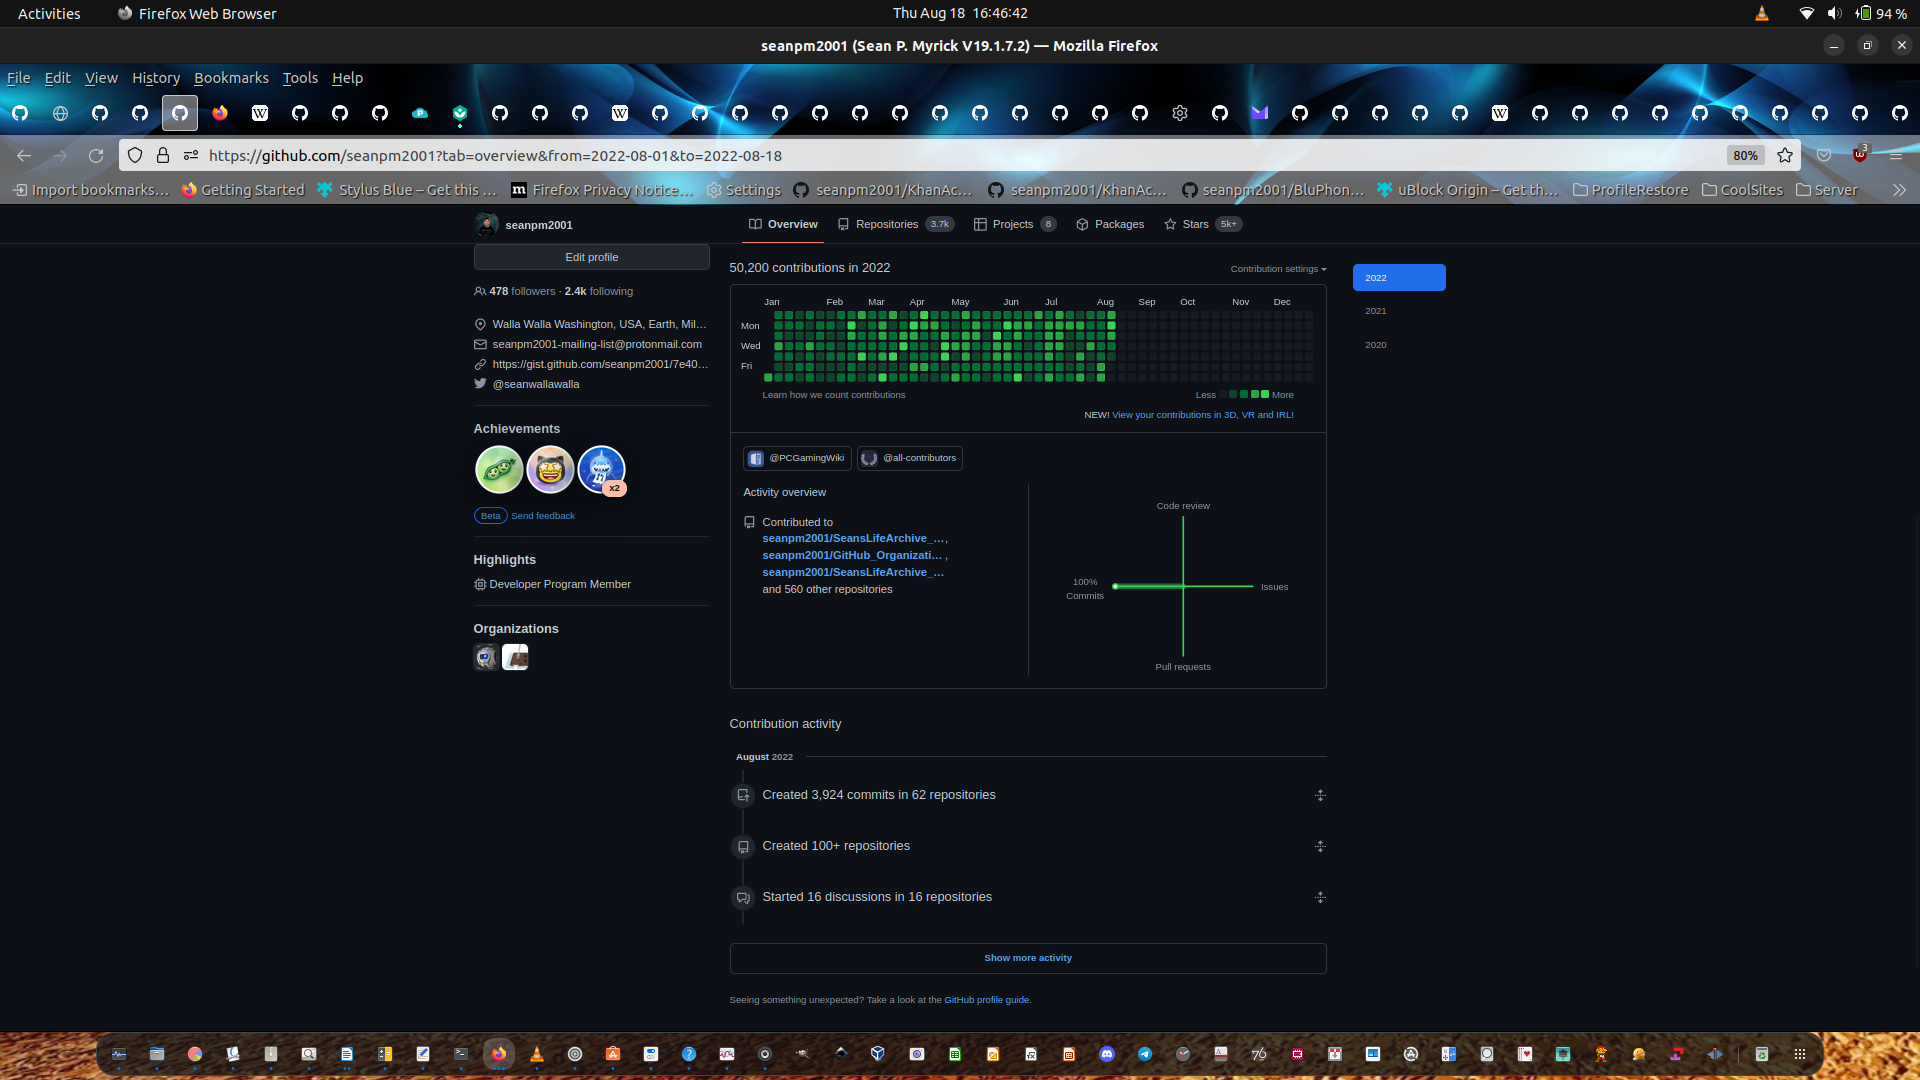 Activities
Firefox Web Browser
Thu Aug 18 16:46:42
94 %
seanpm2001 (Sean P. Myrick V19.1.7.2) — Mozilla Firefox
File Edit View History Bookmarks Tools Help
https://github.com/seanpm2001?tab=overview&from=2022-08-01&to=2022-08-18
80%
3
Import bookmarks…
Getting Started
Stylus Blue – Get this …
Firefox Privacy Notice…
Settings
seanpm2001/KhanAc…
seanpm2001/KhanAc…
seanpm2001/BluPhon…
uBlock Origin – Get th…
ProfileRestore
CoolSites
Server
seanpm2001
Overview
Repositories 3.7k
Projects 8
Packages
Stars 5k+
Edit profile
478 followers · 2.4k following
Walla Walla Washington, USA, Earth, Mil…
seanpm2001-mailing-list@protonmail.com
https://gist.github.com/seanpm2001/7e40…
@seanwallawalla
Achievements
x2
Beta Send feedback
Highlights
Developer Program Member
Organizations
50,200 contributions in 2022
Contribution settings
2022
2021
2020
Jan Feb Mar Apr May Jun Jul Aug Sep Oct Nov Dec
Mon
Wed
Fri
Learn how we count contributions
Less More
NEW! View your contributions in 3D, VR and IRL!
@PCGamingWiki
@all-contributors
Activity overview
Contributed to
seanpm2001/SeansLifeArchive_…,
seanpm2001/GitHub_Organizati… ,
seanpm2001/SeansLifeArchive_…
and 560 other repositories
Code review
100%
Commits
Issues
Pull requests
Contribution activity
August 2022
Created 3,924 commits in 62 repositories
Created 100+ repositories
Started 16 discussions in 16 repositories
Show more activity
Seeing something unexpected? Take a look at the GitHub profile guide.